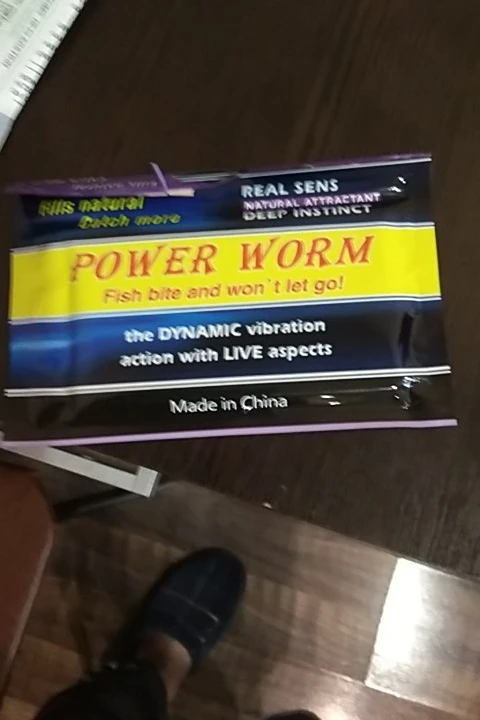 natural
Catch more
REAL SENS
NATURAL ATTRACTANT
DEEP INSTINCT
POWER WORM
Fish bite and won't let go!
the DYNAMIC vibration
action with LIVE aspects
Made in China